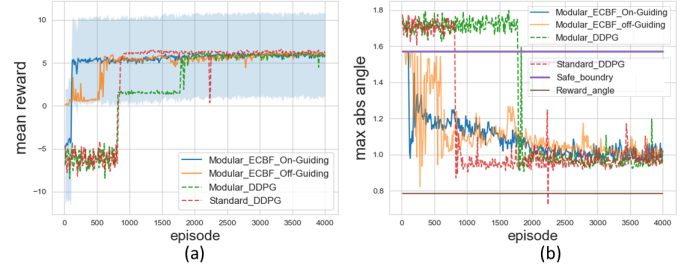 10
5
0
−5
−10
mean reward
Modular_ECBF_On-Guiding
Modular_ECBF_Off-Guiding
Modular_DDPG
Standard_DDPG
0 500 1000 1500 2000 2500 3000 3500 4000
episode
(a)
1.8
1.6
1.4
1.2
1.0
0.8
max abs angle
Modular_ECBF_On-Guiding
Modular_ECBF_off-Guiding
Modular_DDPG
Standard_DDPG
Safe_boundry
Reward_angle
0 500 1000 1500 2000 2500 3000 3500 4000
episode
(b)